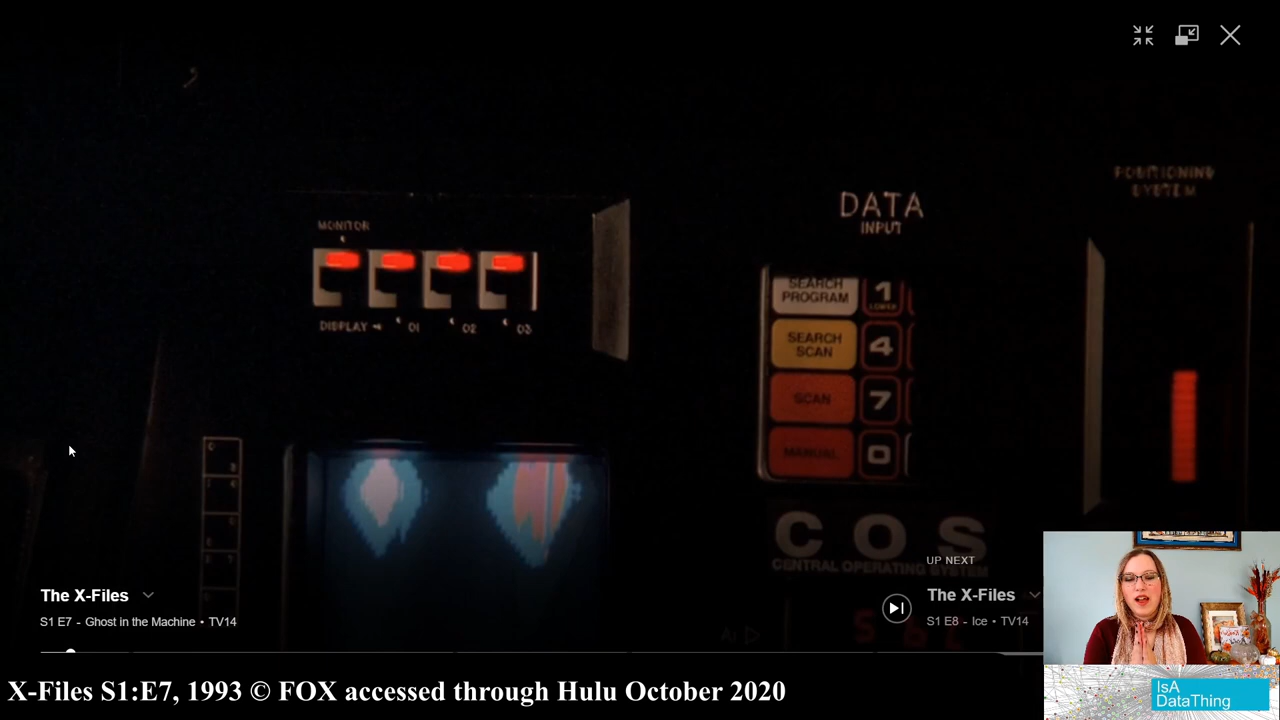 POSITIONING
SYSTEM
DATA
INPUT
MONITOR
DISPLAY 01 02 03
SEARCH
PROGRAM
1
LOWER
SEARCH
SCAN
4
SCAN
7
MANUAL
0
COS
CENTRAL OPERATING SYSTEM
UP NEXT
The X-Files
S1 E7 - Ghost in the Machine • TV14
The X-Files
S1 E8 - Ice • TV14
X-Files S1:E7, 1993 © FOX accessed through Hulu October 2020
IsA
DataThing